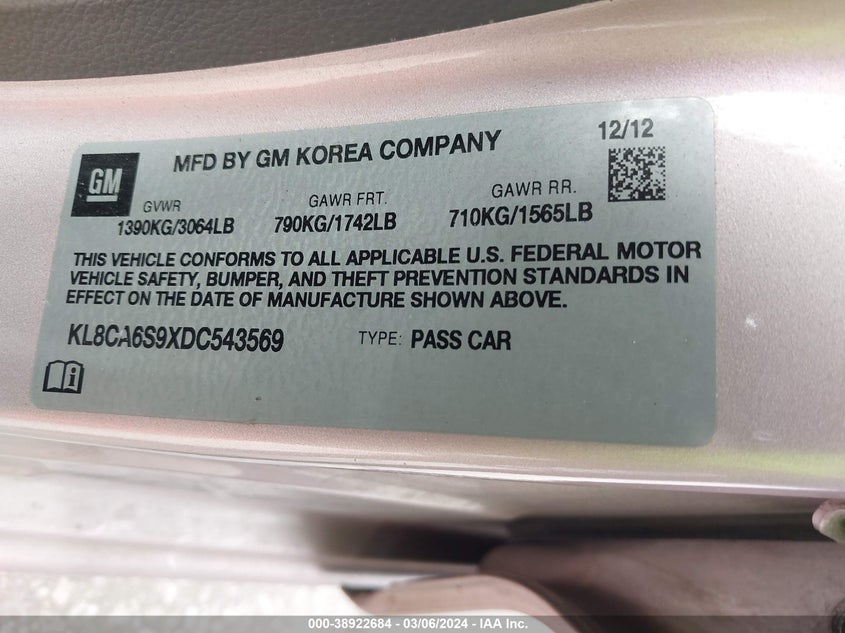 GM
MFD BY GM KOREA COMPANY
12/12
GVWR
GAWR FRT.
GAWR RR.
1390KG/3064LB
790KG/1742LB
710KG/1565LB
THIS VEHICLE CONFORMS TO ALL APPLICABLE U.S. FEDERAL MOTOR
VEHICLE SAFETY, BUMPER, AND THEFT PREVENTION STANDARDS IN
EFFECT ON THE DATE OF MANUFACTURE SHOWN ABOVE.
KL8CA6S9XDC543569 TYPE: PASS CAR
000-38922684 - 03/06/2024 - IAA Inc.